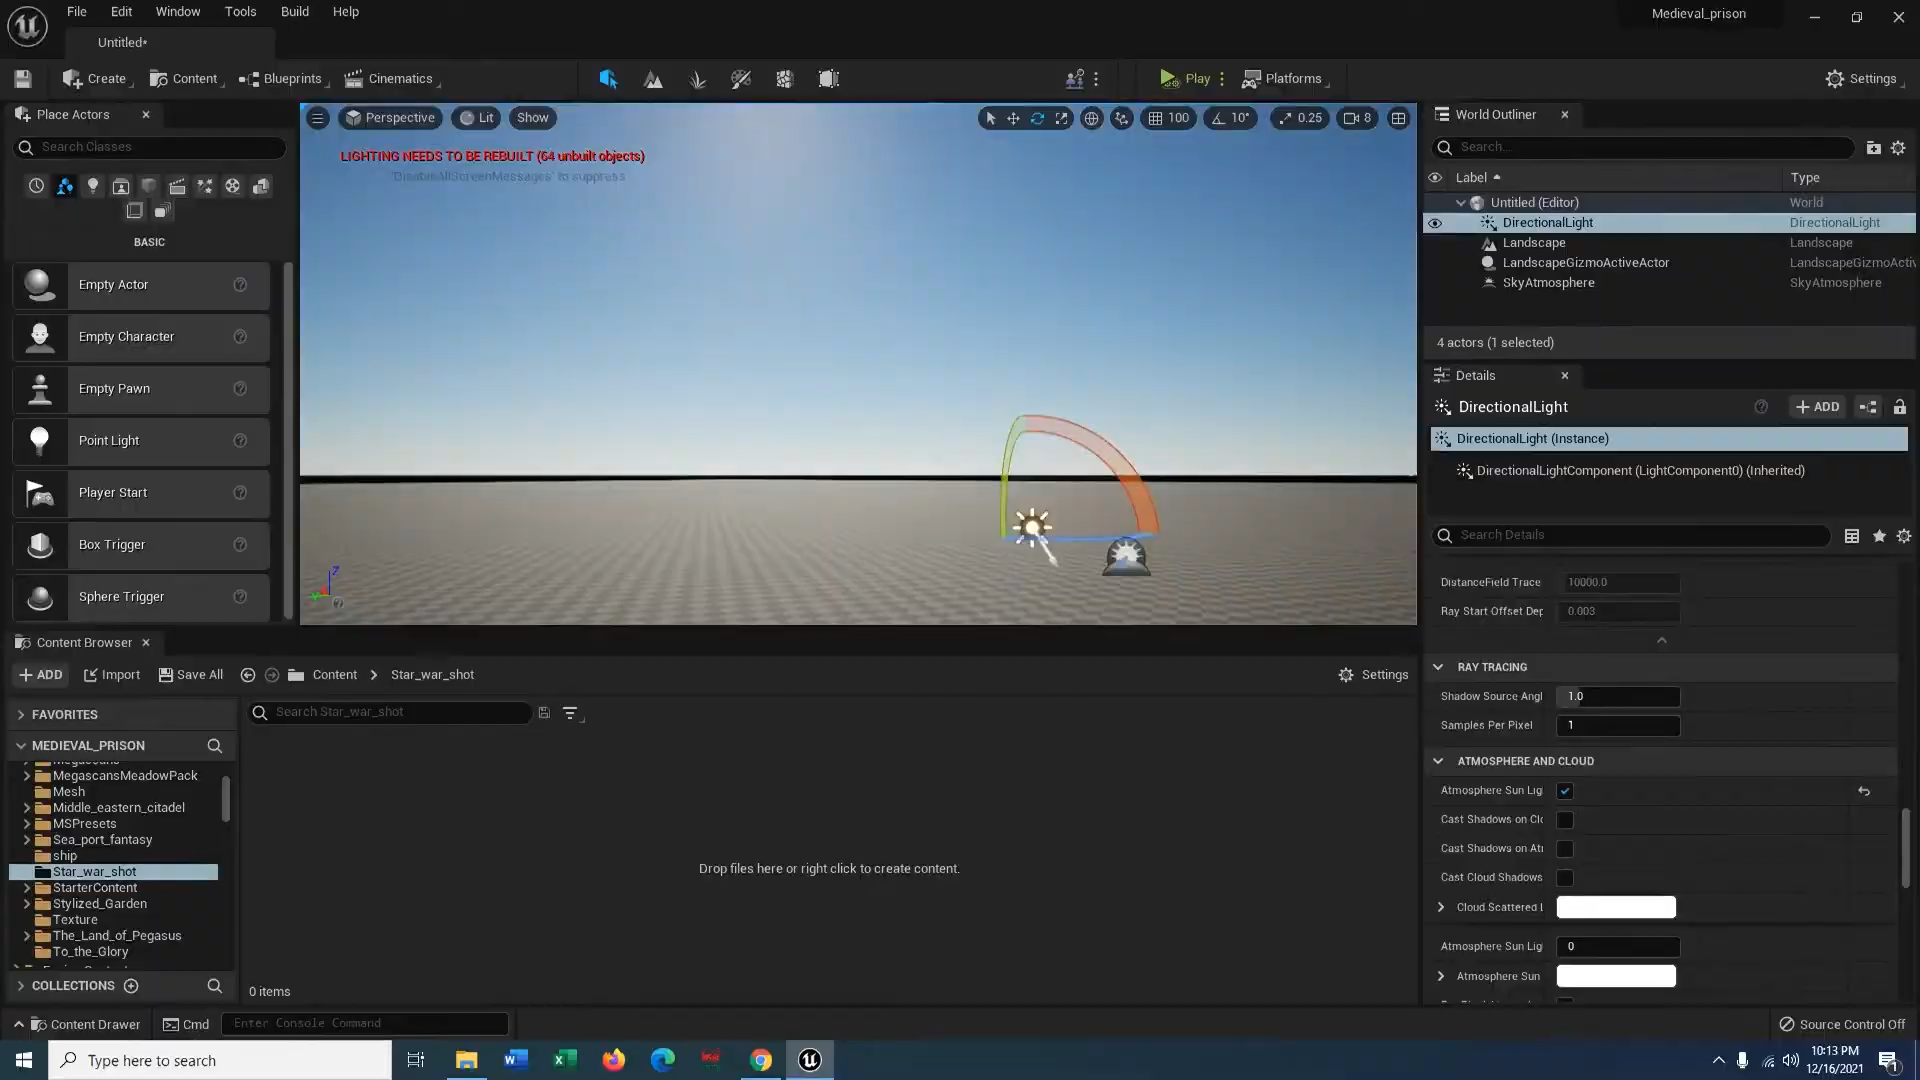 File
Edit
Window
Tools
Build
Help
Medieval_prison
Untitled*
Create
Content
Blueprints
Cinematics
Play
Platforms
Settings
Place Actors
Search Classes
BASIC
Empty Actor
Empty Character
Empty Pawn
Point Light
Player Start
Box Trigger
Sphere Trigger
Perspective
Lit
Show
100
10°
0.25
8
LIGHTING NEEDS TO BE REBUILT (64 unbuilt objects)
'DisableAllScreenMessages' to suppress
World Outliner
Search...
Label
Type
Untitled (Editor)
World
DirectionalLight
DirectionalLight
Landscape
Landscape
LandscapeGizmoActiveActor
LandscapeGizmoActiv
SkyAtmosphere
SkyAtmosphere
4 actors (1 selected)
Details
DirectionalLight
ADD
DirectionalLight (Instance)
DirectionalLightComponent (LightComponent0) (Inherited)
Search Details
DistanceField Trace
10000.0
Ray Start Offset Dep
0.003
RAY TRACING
Shadow Source Angl
1.0
Samples Per Pixel
1
ATMOSPHERE AND CLOUD
Atmosphere Sun Lig
Cast Shadows on Clo
Cast Shadows on Atm
Cast Cloud Shadows
Cloud Scattered L
Atmosphere Sun Lig
0
Atmosphere Sun
Content Browser
ADD
Import
Save All
Content
Star_war_shot
Settings
FAVORITES
Search Star_war_shot
MEDIEVAL_PRISON
Megascans
MegascansMeadowPack
Mesh
Middle_eastern_citadel
MSPresets
Sea_port_fantasy
ship
Star_war_shot
StarterContent
Stylized_Garden
Texture
The_Land_of_Pegasus
To_the_Glory
Drop files here or right click to create content.
COLLECTIONS
0 items
Content Drawer
Cmd
Enter Console Command
Source Control Off
Type here to search
10:13 PM
12/16/2021
1